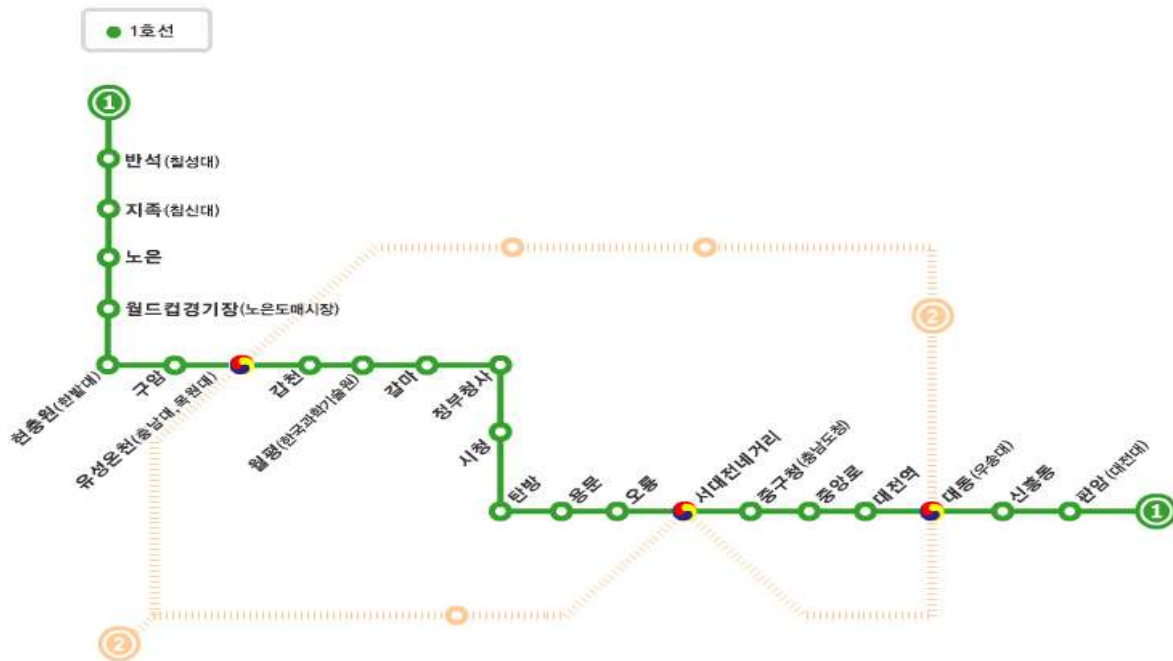 1호선
1
반석(칠성대)
지족(침신대)
노은
월드컵경기장(노은도매시장)
2
현충원(한밭대)
구암
유성온천(충남대,목원대)
갑천
월평(한국과학기술원)
갈마
정부청사
시청
탄방
용문
오룡
서대전네거리
중구청(충남도청)
중앙로
대전역
대동(우송대)
신흥동
판암(대전대)
1
2